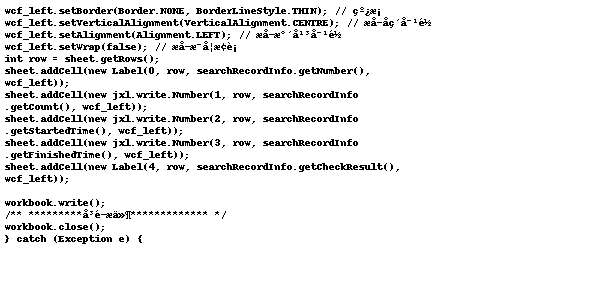 wcf_left.setBorder(Border.NONE, BorderLineStyle.THIN); // çº¿æ¡
wcf_left.setVerticalAlignment(VerticalAlignment.CENTRE); // æå-åç´å¯¹é½
wcf_left.setAlignment(Alignment.LEFT); // æå-æ°´å¹³å¯¹é½
wcf_left.setWrap(false); // æå-æ¯å¦æ¢è¡
int row = sheet.getRows();
sheet.addCell(new Label(0, row, searchRecordInfo.getNumber(),
wcf_left));
sheet.addCell(new jxl.write.Number(1, row, searchRecordInfo
.getCount(), wcf_left));
sheet.addCell(new jxl.write.Number(2, row, searchRecordInfo
.getStartedTime(), wcf_left));
sheet.addCell(new jxl.write.Number(3, row, searchRecordInfo
.getFinishedTime(), wcf_left));
sheet.addCell(new Label(4, row, searchRecordInfo.getCheckResult(),
wcf_left));
workbook.write();
/** *********å³é-æä»¶************* */
workbook.close();
} catch (Exception e) {